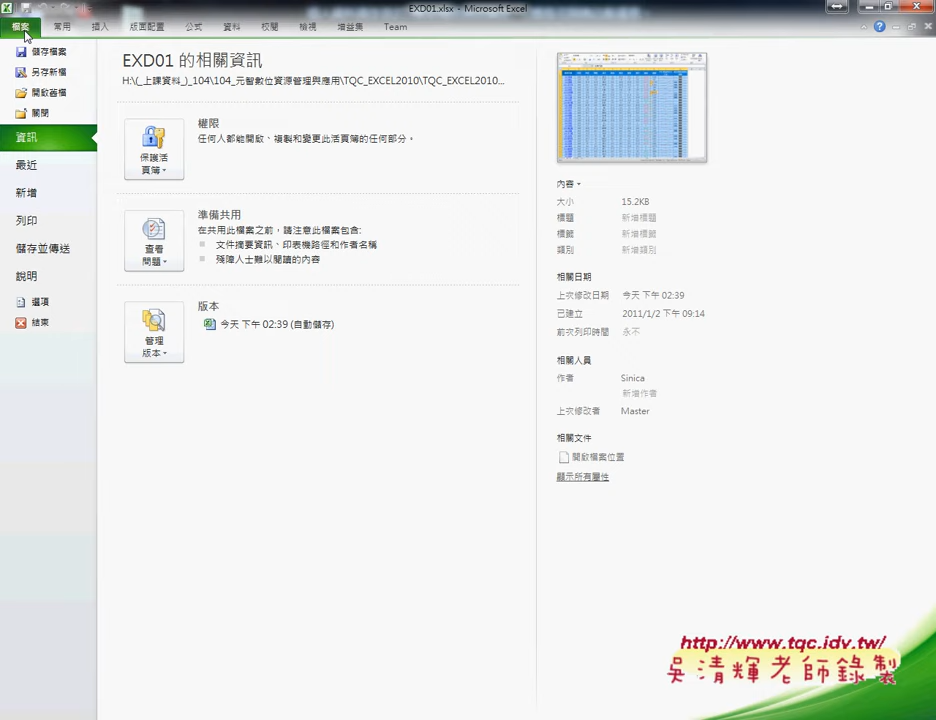 EXD01.xlsx - Microsoft Excel
檔案 常用 插入 版面配置 公式 資料 校閱 檢視 增益集 Team
儲存檔案
另存新檔
開啟舊檔
關閉
資訊
最近
新增
列印
儲存並傳送
說明
選項
結束
EXD01 的相關資訊
H:\(_上課資料_)_104\104_元智數位資源管理與應用\TQC_EXCEL2010\TQC_EXCEL2010...
保護活
頁簿
權限
任何人都能開啟、複製和變更此活頁簿的任何部分。
查看
問題
準備共用
在共用此檔案之前，請注意此檔案包含:
文件摘要資訊、印表機路徑和作者名稱
殘障人士難以閱讀的內容
管理
版本
版本
今天 下午 02:39 (自動儲存)
內容
大小 15.2KB
標題 新增標題
標籤 新增標籤
類別 新增類別
相關日期
上次修改日期 今天 下午 02:39
已建立 2011/1/2 下午 09:14
前次列印時間 永不
相關人員
作者 Sinica
新增作者
上次修改者 Master
相關文件
開啟檔案位置
顯示所有屬性
http://www.tqc.idv.tw/
吳清輝老師錄製